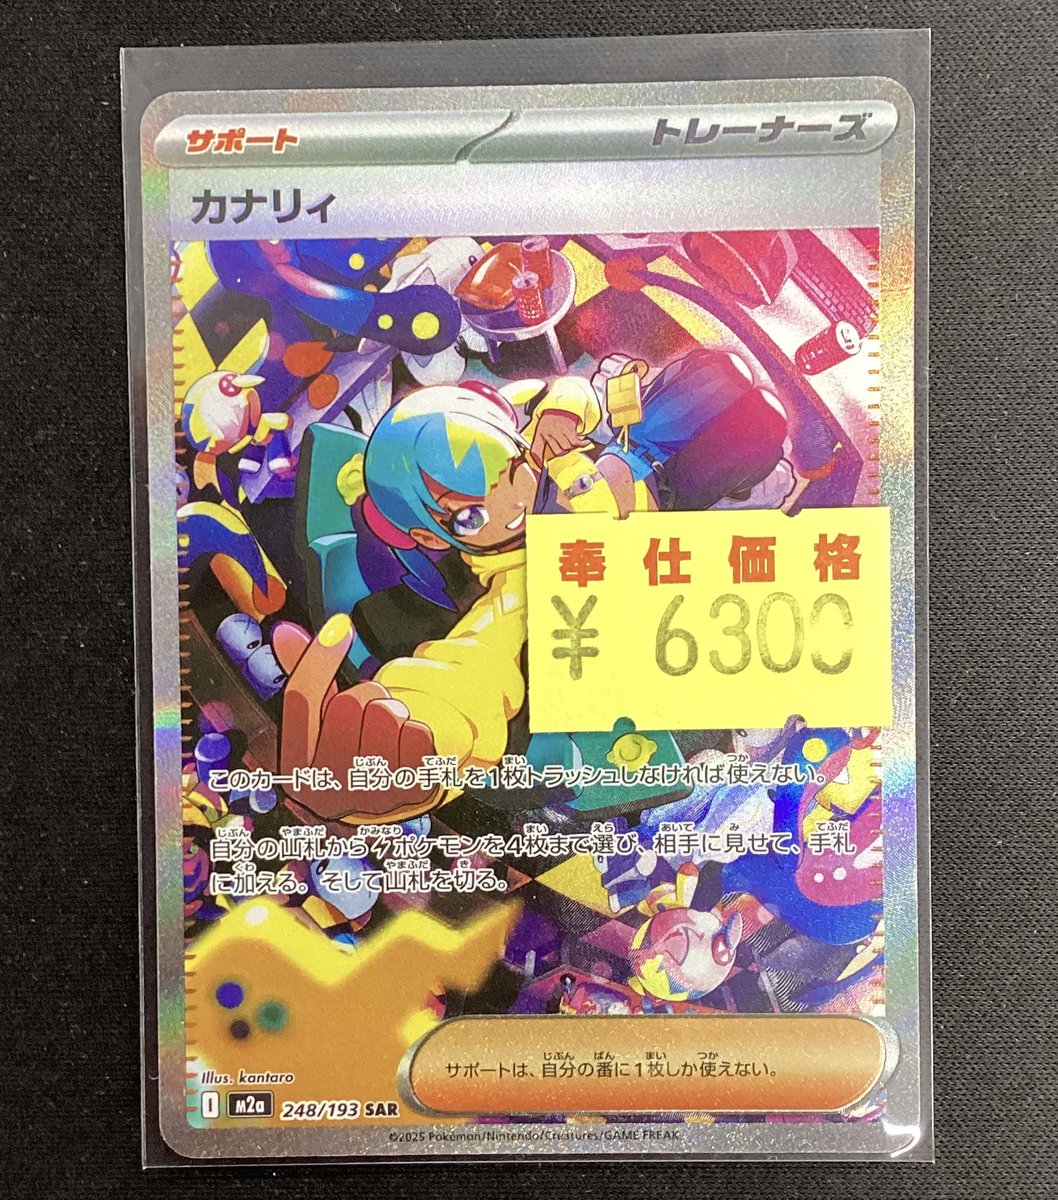 サポート トレーナーズ
カナリィ
奉仕価格
¥ 6300
このカードは、自分の手札を1枚トラッシュしなければ使えない。
自分の山札からポケモンを4枚まで選び、相手に見せて、手札
に加える。そして山札を切る。
サポートは、自分の番に1枚しか使えない。
Illus. kantaro
I m2a 248/193 SAR
©2025 Pokémon/Nintendo/Creatures/GAME FREAK